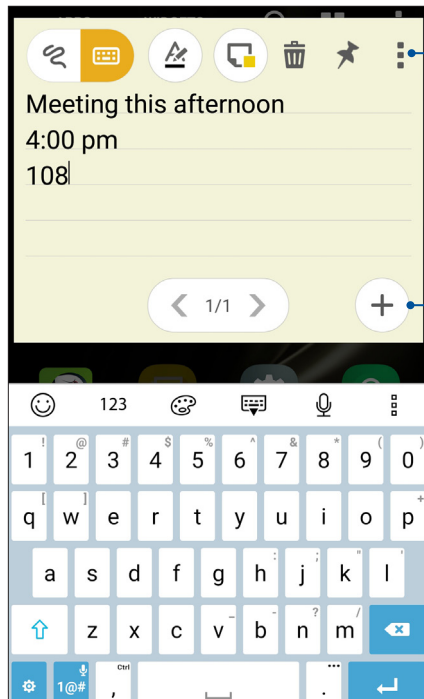 Meeting this afternoon
4:00 pm
108
1/1
123
! @ # $ % ^ & * ( )
1 2 3 4 5 6 7 8 9 0
[ ] +
q w e r t y u i o p
: ; " '
a s d f g h j k l
_ - ? /
z x c v b n m
Ctrl ...
1@# , .